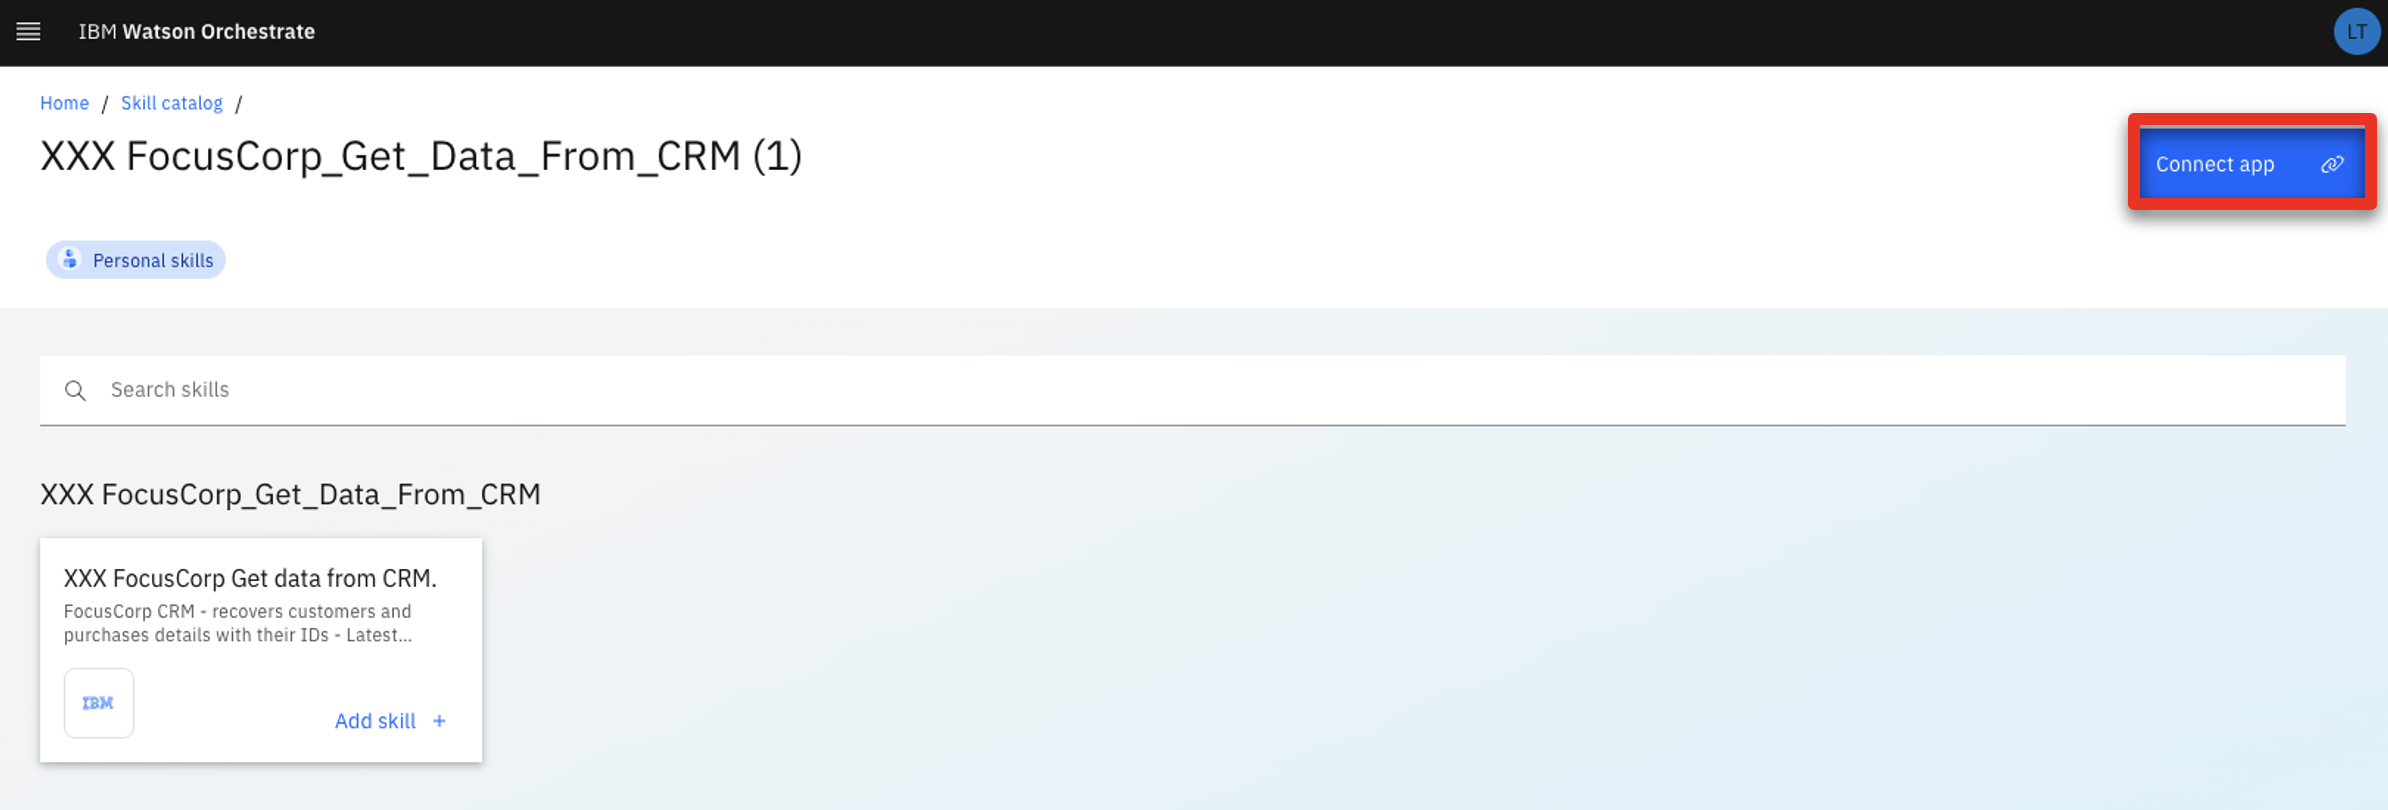 IBM Watson Orchestrate
LT
Home / Skill catalog /
XXX FocusCorp_Get_Data_From_CRM (1)
Connect app
Personal skills
Search skills
XXX FocusCorp_Get_Data_From_CRM
XXX FocusCorp Get data from CRM.
FocusCorp CRM - recovers customers and
purchases details with their IDs - Latest...
IBM
Add skill +